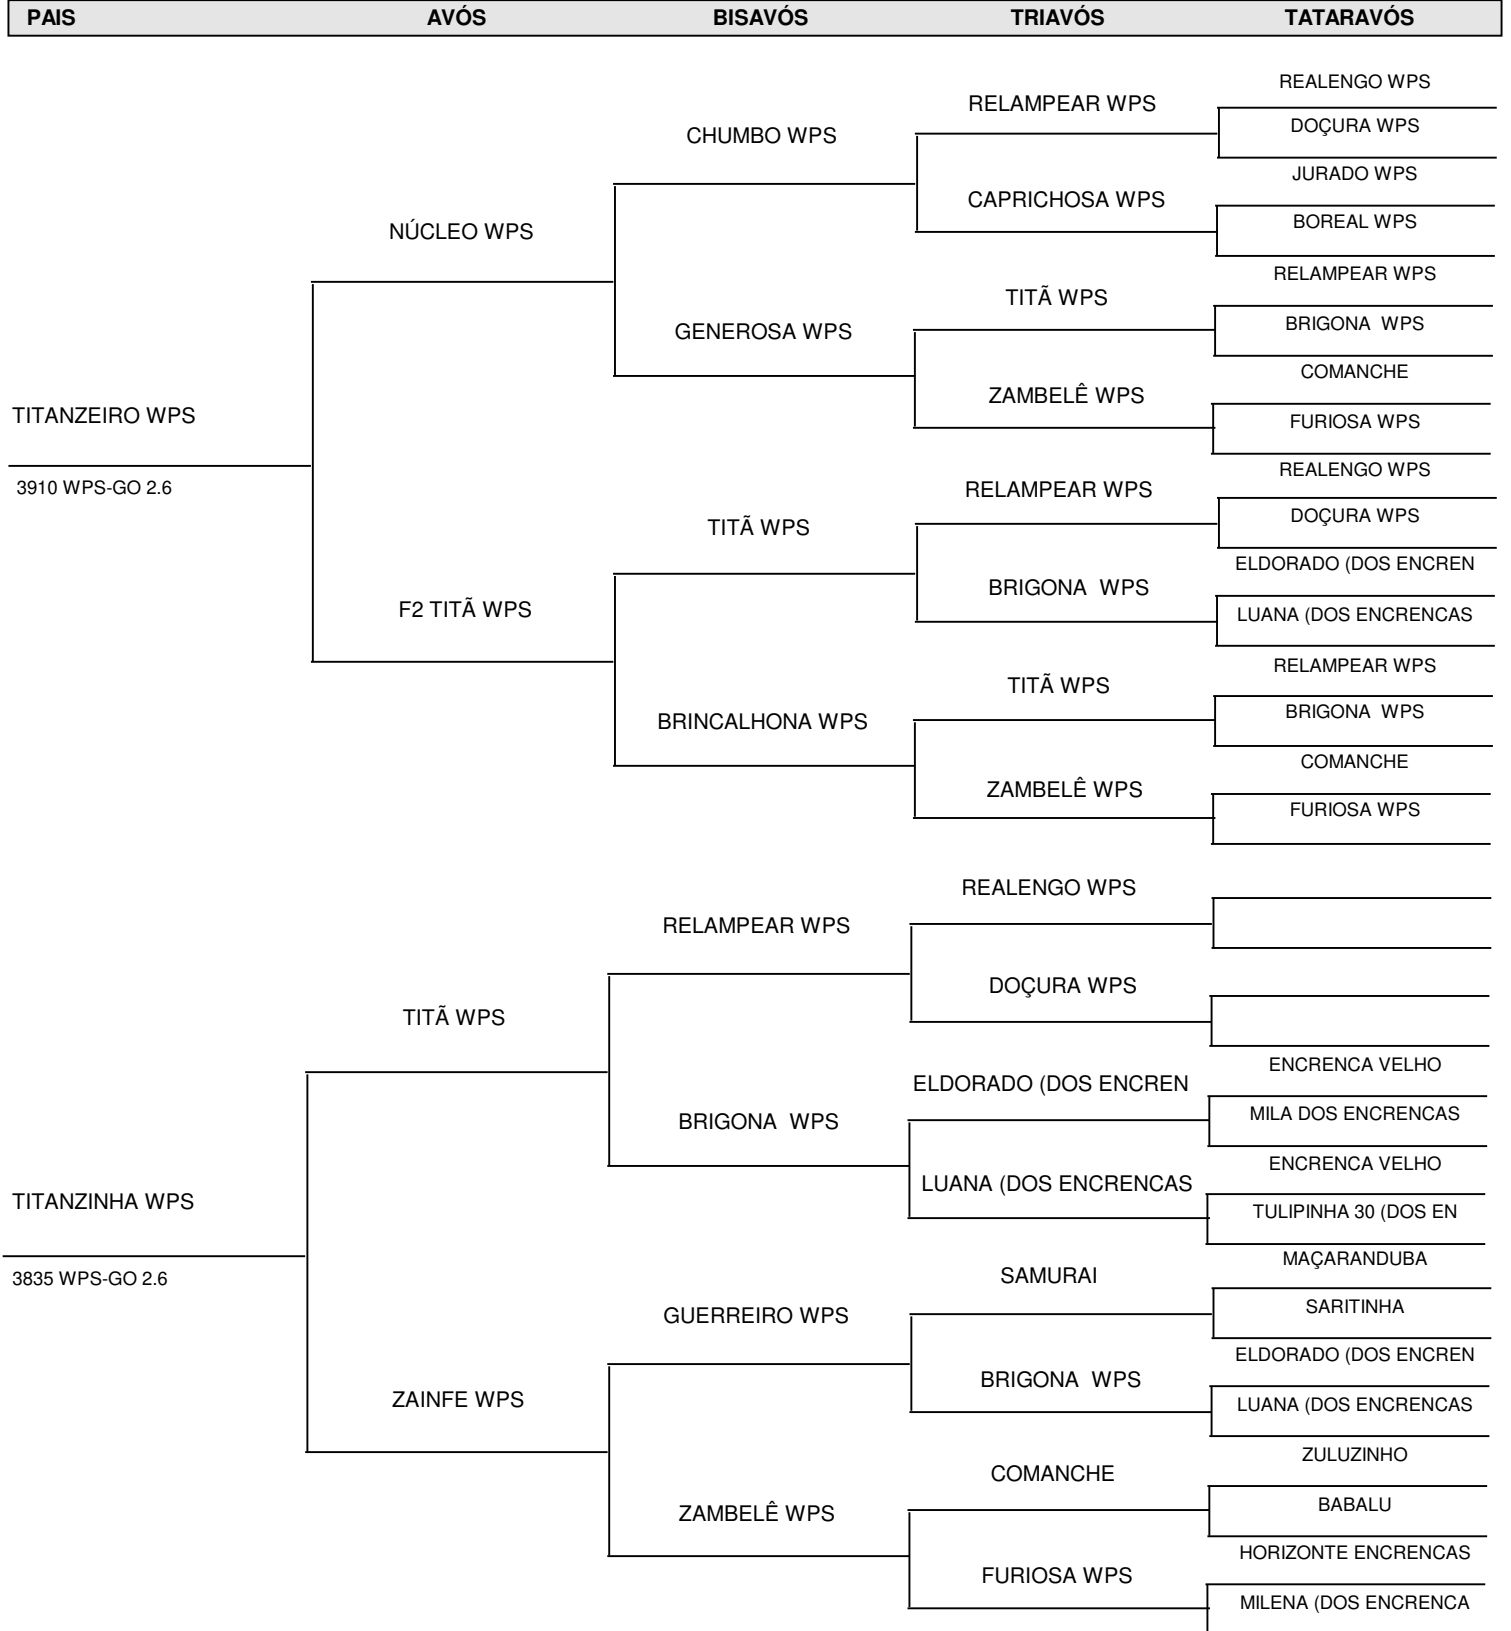 PAIS AVÓS BISAVÓS TRIAVÓS TATARAVÓS
REALENGO WPS
RELAMPEAR WPS
DOÇURA WPS
CHUMBO WPS
JURADO WPS
CAPRICHOSA WPS
BOREAL WPS
NÚCLEO WPS
RELAMPEAR WPS
TITÃ WPS
BRIGONA  WPS
GENEROSA WPS
COMANCHE
ZAMBELÊ WPS
TITANZEIRO WPS
FURIOSA WPS
REALENGO WPS
3910 WPS-GO 2.6
RELAMPEAR WPS
DOÇURA WPS
TITÃ WPS
ELDORADO (DOS ENCREN
BRIGONA  WPS
F2 TITÃ WPS
LUANA (DOS ENCRENCAS
RELAMPEAR WPS
TITÃ WPS
BRIGONA  WPS
BRINCALHONA WPS
COMANCHE
ZAMBELÊ WPS
FURIOSA WPS
REALENGO WPS
RELAMPEAR WPS
DOÇURA WPS
TITÃ WPS
ENCRENCA VELHO
ELDORADO (DOS ENCREN
MILA DOS ENCRENCAS
BRIGONA  WPS
ENCRENCA VELHO
LUANA (DOS ENCRENCAS
TITANZINHA WPS
TULIPINHA 30 (DOS EN
MAÇARANDUBA
SAMURAI
3835 WPS-GO 2.6
SARITINHA
GUERREIRO WPS
ELDORADO (DOS ENCREN
BRIGONA  WPS
ZAINFE WPS
LUANA (DOS ENCRENCAS
ZULUZINHO
COMANCHE
BABALU
ZAMBELÊ WPS
HORIZONTE ENCRENCAS
FURIOSA WPS
MILENA (DOS ENCRENCA